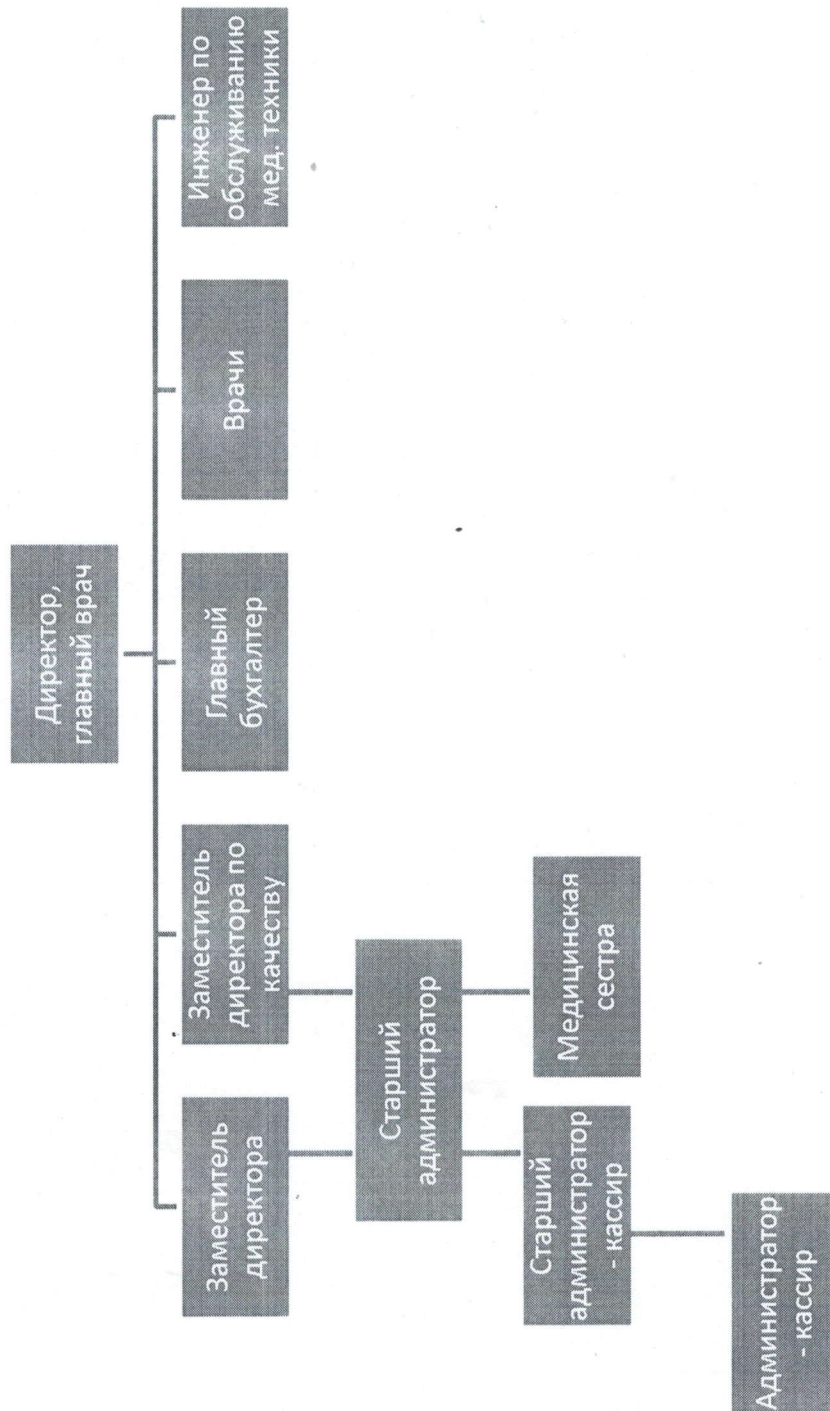 Директор,
главный врач
Заместитель
директора
Заместитель
директора по
качеству
Главный
бухгалтер
Врачи
Инженер по
обслуживанию
мед. техники
Старший
администратор
Старший
администратор
- кассир
Медицинская
сестра
Администратор
- кассир